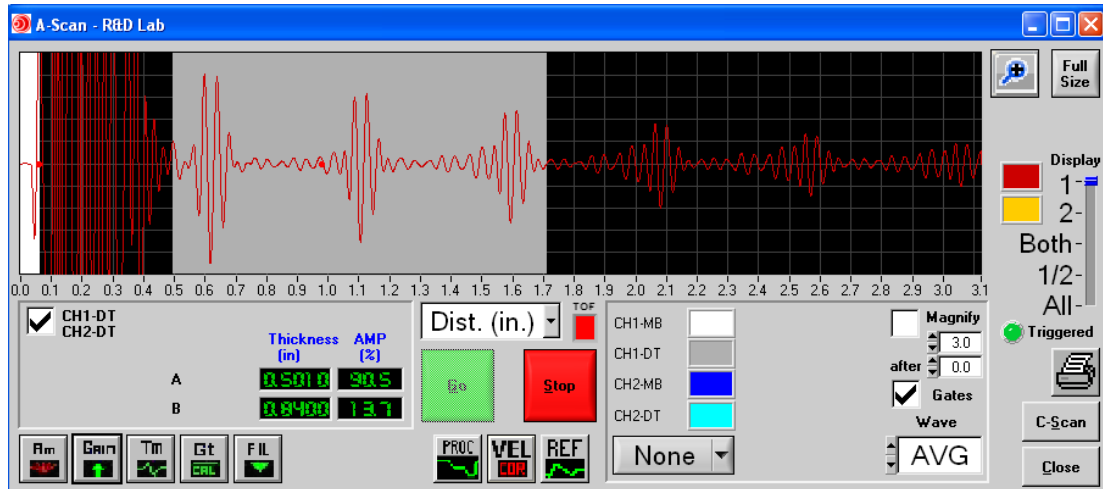 A-Scan - R&D Lab
Full
Size
Display
1
2
Both
1/2
All
Triggered
0.0 0.1 0.2 0.3 0.4 0.5 0.6 0.7 0.8 0.9 1.0 1.1 1.2 1.3 1.4 1.5 1.6 1.7 1.8 1.9 2.0 2.1 2.2 2.3 2.4 2.5 2.6 2.7 2.8 2.9 3.0 3.1
CH1-DT
CH2-DT
Thickness AMP
(in) (%)
A 0.5010 90.5
B 0.8400 13.7
Dist. (in.)
TOF
Go
Stop
CH1-MB
CH1-DT
CH2-MB
CH2-DT
None
Magnify
3.0
after 0.0
Gates
Wave
AVG
C-Scan
Close
Am
Gain
Tm
Gt
CAL
FIL
PROC
VEL
COR
REF